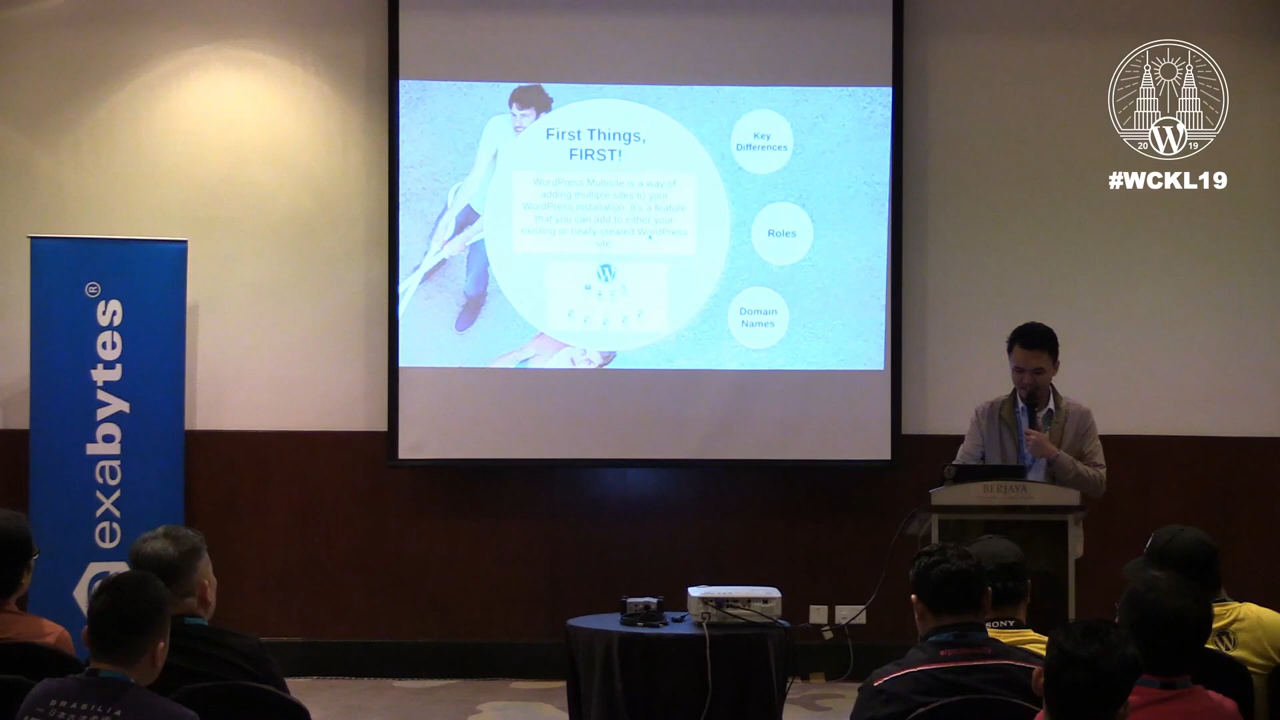 First Things,
FIRST!
WordPress Multisite is a way of
adding multiple sites to your
WordPress installation. It's a feature
that you can add to either your
existing or newly created WordPress
site.
Key
Differences
Roles
Domain
Names
2019
#WCKL19
exabytes®
BERJAYA
SONY
BRASILIA